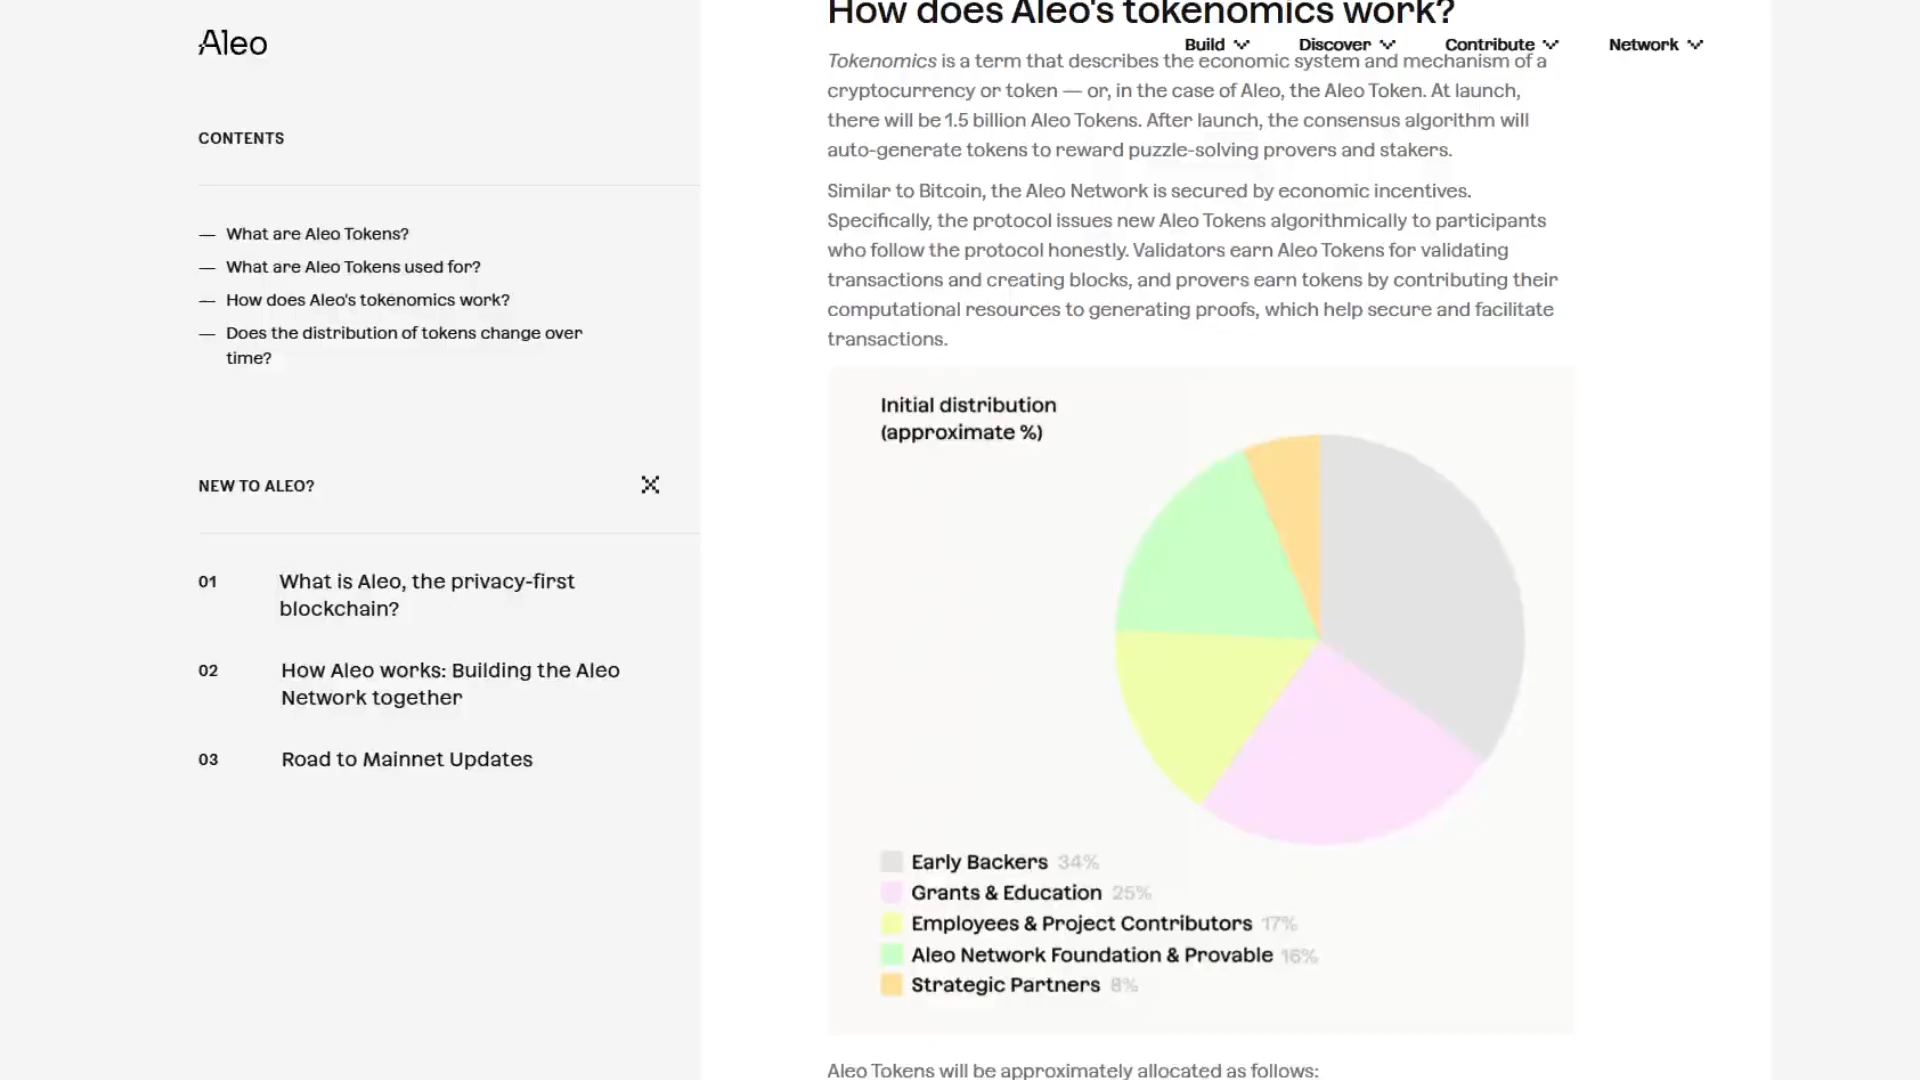 Aleo
Build
Discover
Contribute
Network
CONTENTS
— What are Aleo Tokens?
— What are Aleo Tokens used for?
— How does Aleo's tokenomics work?
— Does the distribution of tokens change over
time?
NEW TO ALEO?
01 What is Aleo, the privacy-first
blockchain?
02 How Aleo works: Building the Aleo
Network together
03 Road to Mainnet Updates
How does Aleo's tokenomics work?
Tokenomics is a term that describes the economic system and mechanism of a
cryptocurrency or token — or, in the case of Aleo, the Aleo Token. At launch,
there will be 1.5 billion Aleo Tokens. After launch, the consensus algorithm will
auto-generate tokens to reward puzzle-solving provers and stakers.
Similar to Bitcoin, the Aleo Network is secured by economic incentives.
Specifically, the protocol issues new Aleo Tokens algorithmically to participants
who follow the protocol honestly. Validators earn Aleo Tokens for validating
transactions and creating blocks, and provers earn tokens by contributing their
computational resources to generating proofs, which help secure and facilitate
transactions.
Initial distribution
(approximate %)
Early Backers 34%
Grants & Education 25%
Employees & Project Contributors 17%
Aleo Network Foundation & Provable 16%
Strategic Partners 8%
Aleo Tokens will be approximately allocated as follows: